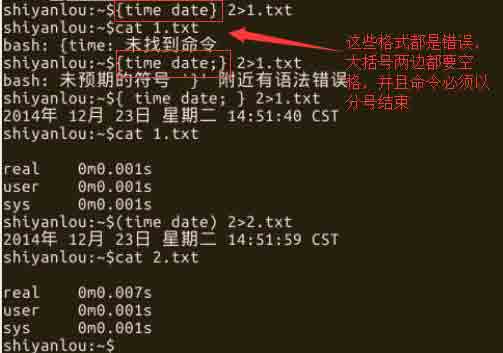 shiyanlou:~${time date} 2>1.txt
shiyanlou:~$cat 1.txt
bash: {time: 未找到命令
shiyanlou:~${time date;} 2>1.txt
bash: 未预期的符号 `}' 附近有语法错误
shiyanlou:~${ time date; } 2>1.txt
2014年 12月 23日 星期二 14:51:40 CST
shiyanlou:~$cat 1.txt
real 0m0.001s
user 0m0.000s
sys 0m0.001s
shiyanlou:~$(time date) 2>2.txt
2014年 12月 23日 星期二 14:51:59 CST
shiyanlou:~$cat 2.txt
real 0m0.007s
user 0m0.001s
sys 0m0.001s
shiyanlou:~$
这些格式都是错误，
大括号两边都要空
格，并且命令必须以
分号结束